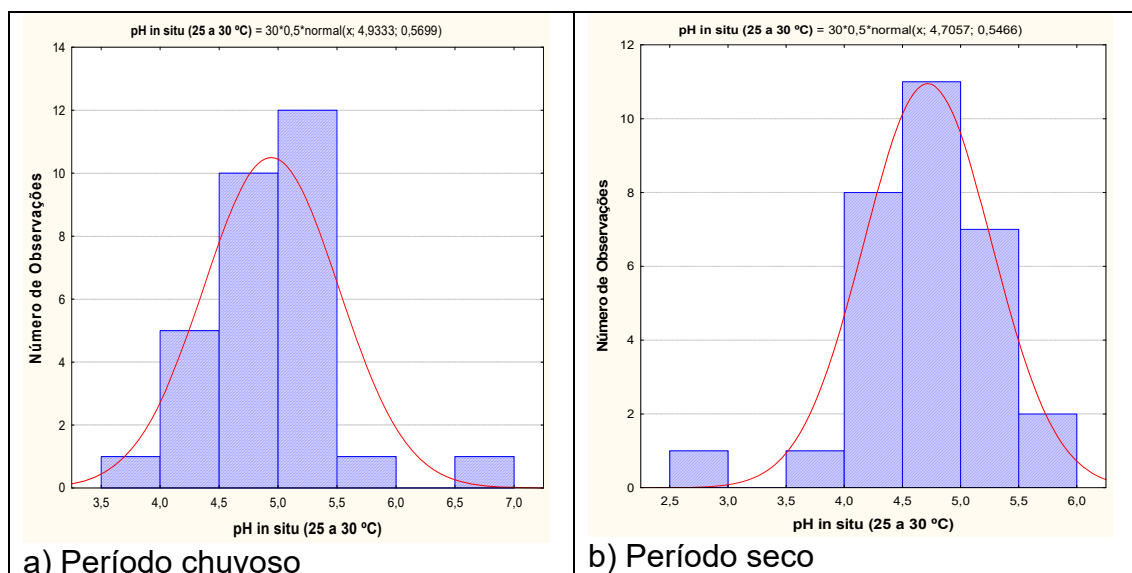 pH in situ (25 a 30 ºC) = 30*0,5*normal(x; 4,9333; 0,5699)
14
12
10
8
6
4
2
0
Número de Observações
3,5 4,0 4,5 5,0 5,5 6,0 6,5 7,0
pH in situ (25 a 30 ºC)
a) Período chuvoso
pH in situ (25 a 30 ºC) = 30*0,5*normal(x; 4,7057; 0,5466)
12
10
8
6
4
2
0
Número de Observações
2,5 3,0 3,5 4,0 4,5 5,0 5,5 6,0
pH in situ (25 a 30 ºC)
b) Período seco